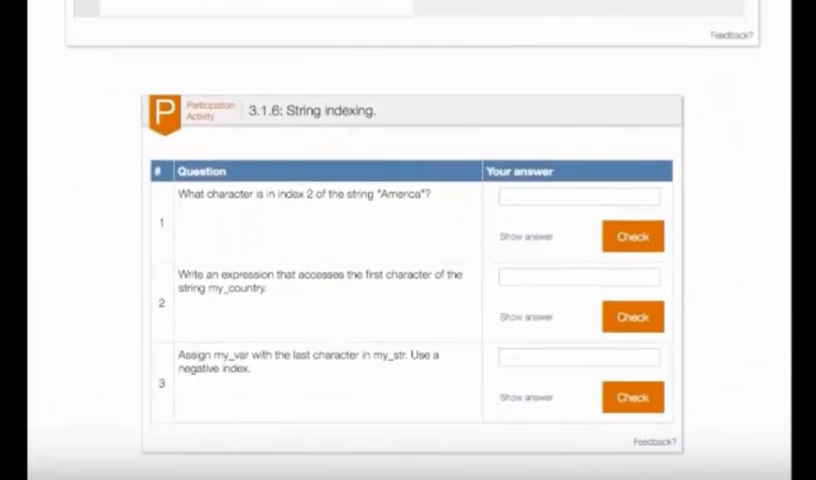 Feedback?
P
Participation
Activity
3.1.6: String indexing.
# Question Your answer
What character is in index 2 of the string "America"?
1
Show answer Check
Write an expression that accesses the first character of the
string my_country.
2
Show answer Check
Assign my_var with the last character in my_str. Use a
negative index.
3
Show answer Check
Feedback?